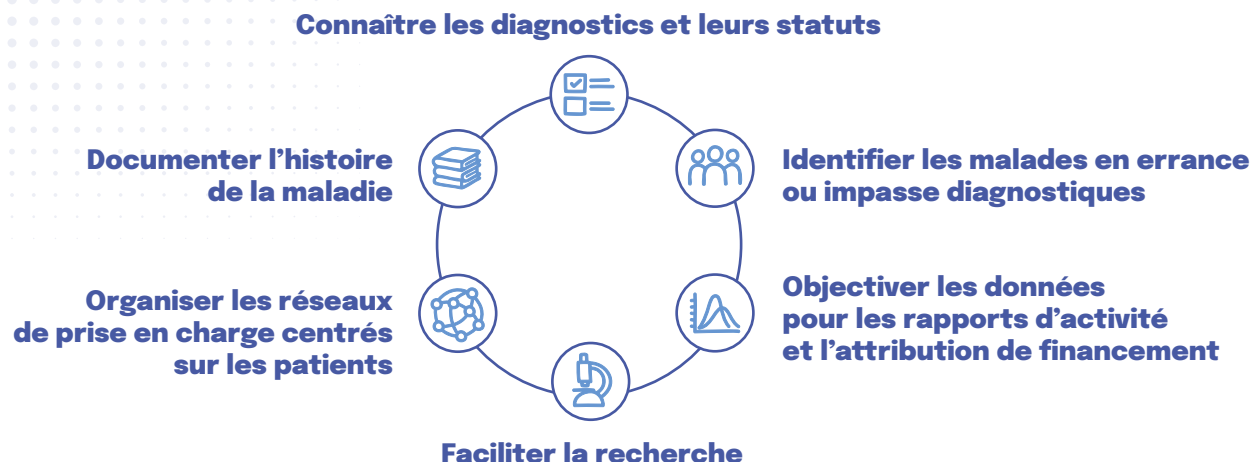 Connaître les diagnostics et leurs statuts
Documenter l’histoire
de la maladie
Identifier les malades en errance
ou impasse diagnostiques
Organiser les réseaux
de prise en charge centrés
sur les patients
Objectiver les données
pour les rapports d’activité
et l’attribution de financement
Faciliter la recherche